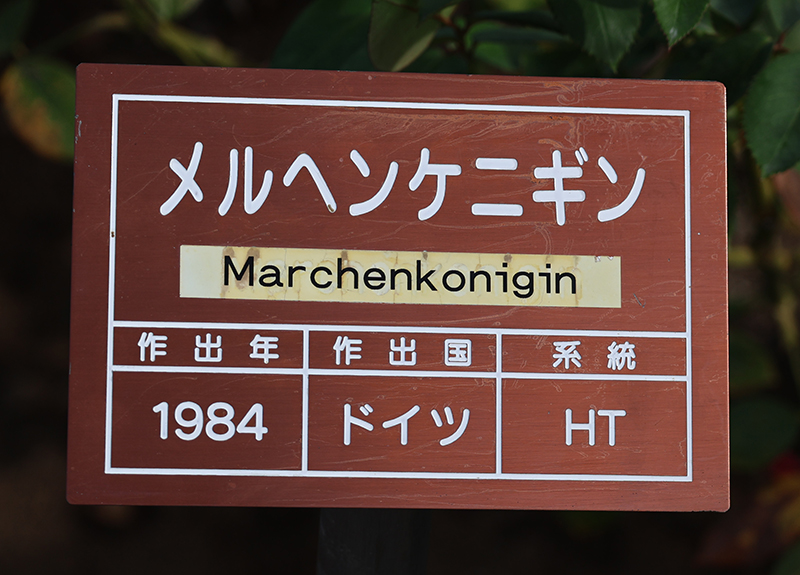 メルヘンケニギン
Marchenkonigin
作出年 作出国 系統
1984 ドイツ HT